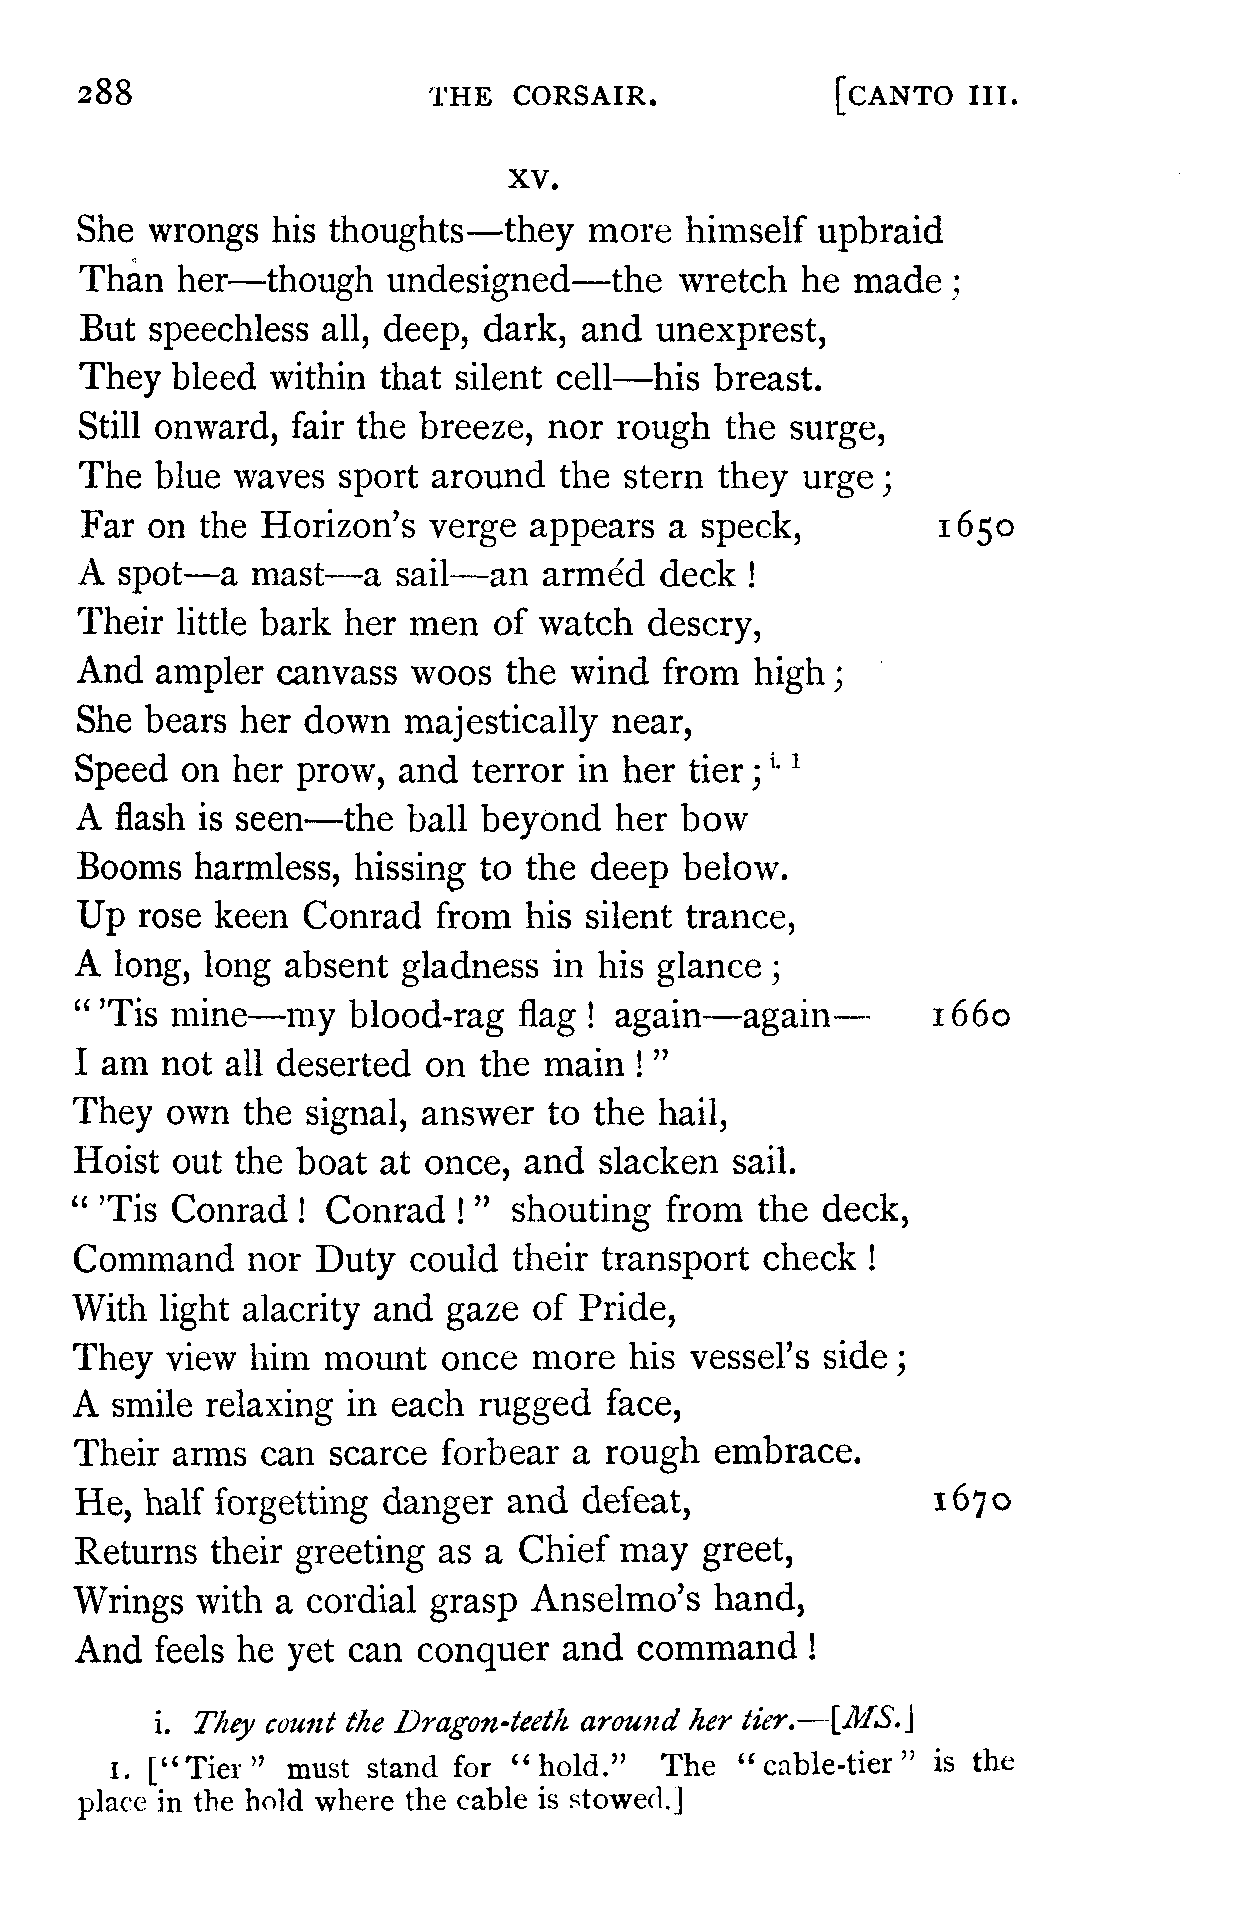 288 THE CORSAIR. [CANTO III.
XV.
She wrongs his thoughts—they more himself upbraid
Than her—though undesigned—the wretch he made;
But speechless all, deep, dark, and unexprest,
They bleed within that silent cell—his breast.
Still onward, fair the breeze, nor rough the surge,
The blue waves sport around the stern they urge;
Far on the Horizon's verge appears a speck, 1650
A spot—a mast—a sail—an arméd deck!
Their little bark her men of watch descry,
And ampler canvass woos the wind from high;
She bears her down majestically near,
Speed on her prow, and terror in her tier; i. 1
A flash is seen—the ball beyond her bow
Booms harmless, hissing to the deep below.
Up rose keen Conrad from his silent trance,
A long, long absent gladness in his glance;
"'Tis mine—my blood-rag flag! again—again— 1660
I am not all deserted on the main!"
They own the signal, answer to the hail,
Hoist out the boat at once, and slacken sail.
"'Tis Conrad! Conrad!" shouting from the deck,
Command nor Duty could their transport check!
With light alacrity and gaze of Pride,
They view him mount once more his vessel's side;
A smile relaxing in each rugged face,
Their arms can scarce forbear a rough embrace.
He, half forgetting danger and defeat, 1670
Returns their greeting as a Chief may greet,
Wrings with a cordial grasp Anselmo's hand,
And feels he yet can conquer and command!
i. They count the Dragon-teeth around her tier.—[MS.]
1. ["Tier" must stand for "hold." The "cable-tier" is the
place in the hold where the cable is stowed.]